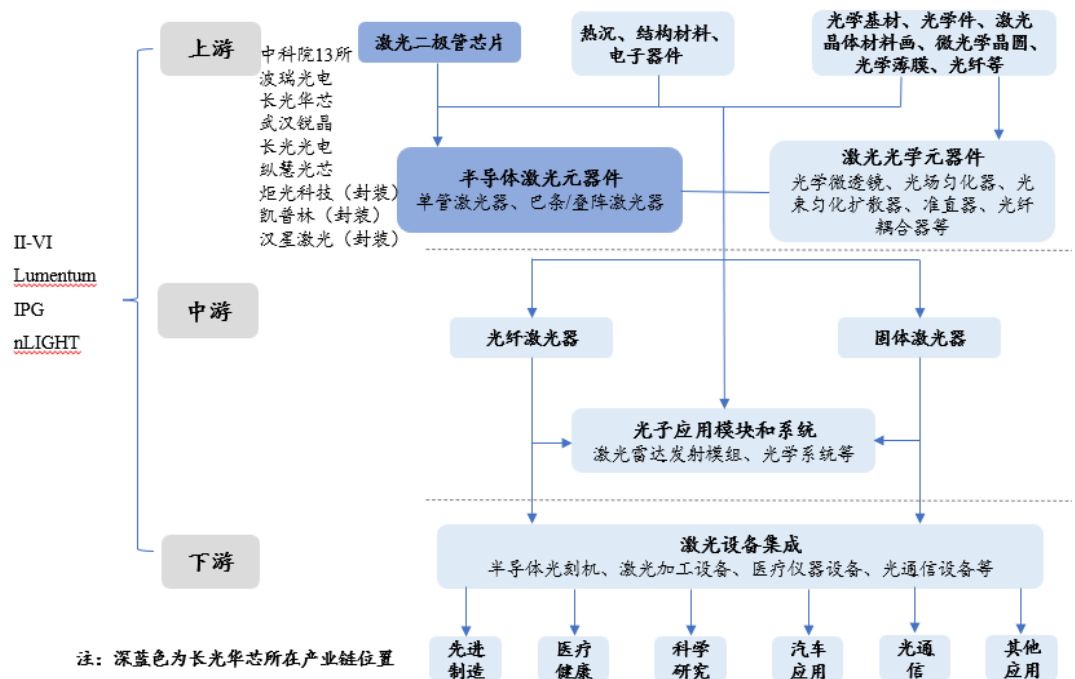 上游
激光二极管芯片
热沉、结构材料、
电子器件
光学基材、光学件、激光
晶体材料画、微光学晶圆、
光学薄膜、光纤等
中科院13所
波瑞光电
长光华芯
武汉锐晶
长光光电
纵慧光芯
炬光科技（封装）
凯普林（封装）
汉星激光（封装）
半导体激光元器件
单管激光器、巴条/叠阵激光器
激光光学元器件
光学微透镜、光场匀化器、光
束匀化扩散器、准直器、光纤
耦合器等
II-VI
Lumentum
IPG
nLIGHT
中游
光纤激光器
固体激光器
光子应用模块和系统
激光雷达发射模组、光学系统等
下游
激光设备集成
半导体光刻机、激光加工设备、医疗仪器设备、光通信设备等
先进
制造
医疗
健康
科学
研究
汽车
应用
光通
信
其他
应用
注：深蓝色为长光华芯所在产业链位置